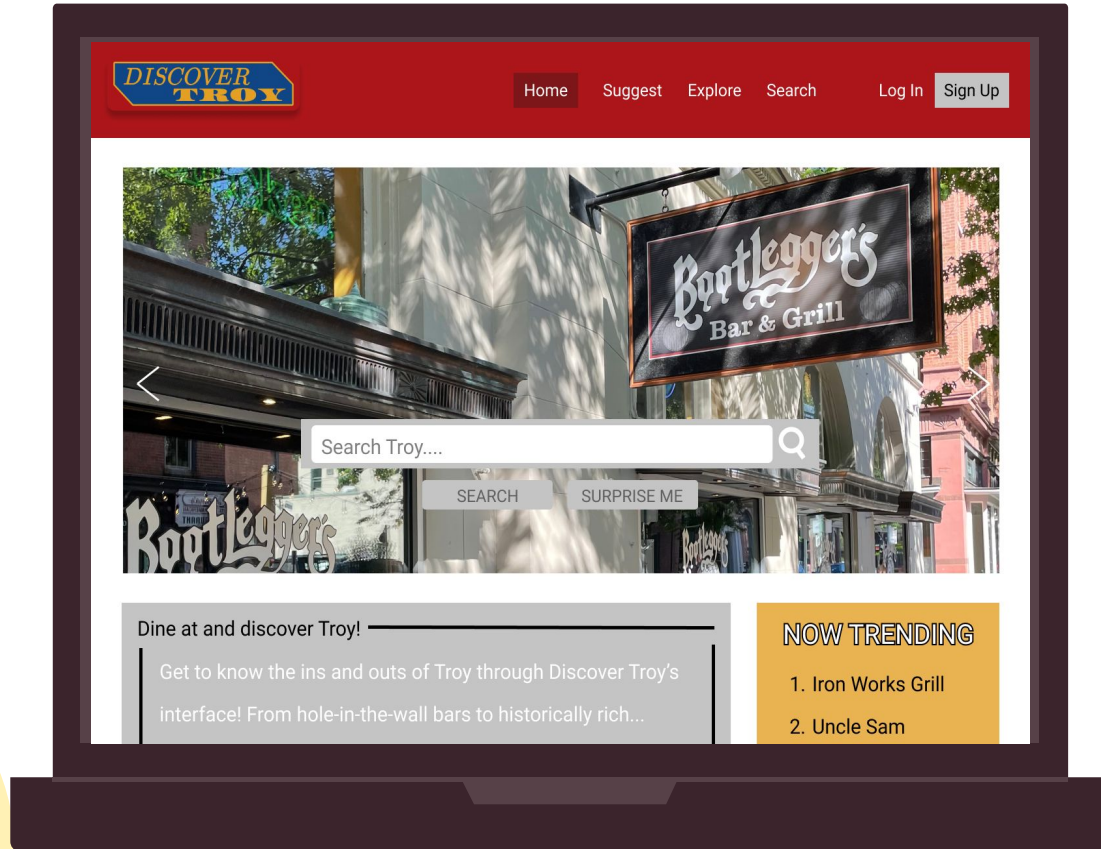 DISCOVER
TROY
Home Suggest Explore Search Log In Sign Up
Bootlegger's
Bar & Grill
Search Troy....
SEARCH SURPRISE ME
Bootlegger's
Bootlegger's
Dine at and discover Troy!
Get to know the ins and outs of Troy through Discover Troy's
interface! From hole-in-the-wall bars to historically rich...
NOW TRENDING
1. Iron Works Grill
2. Uncle Sam